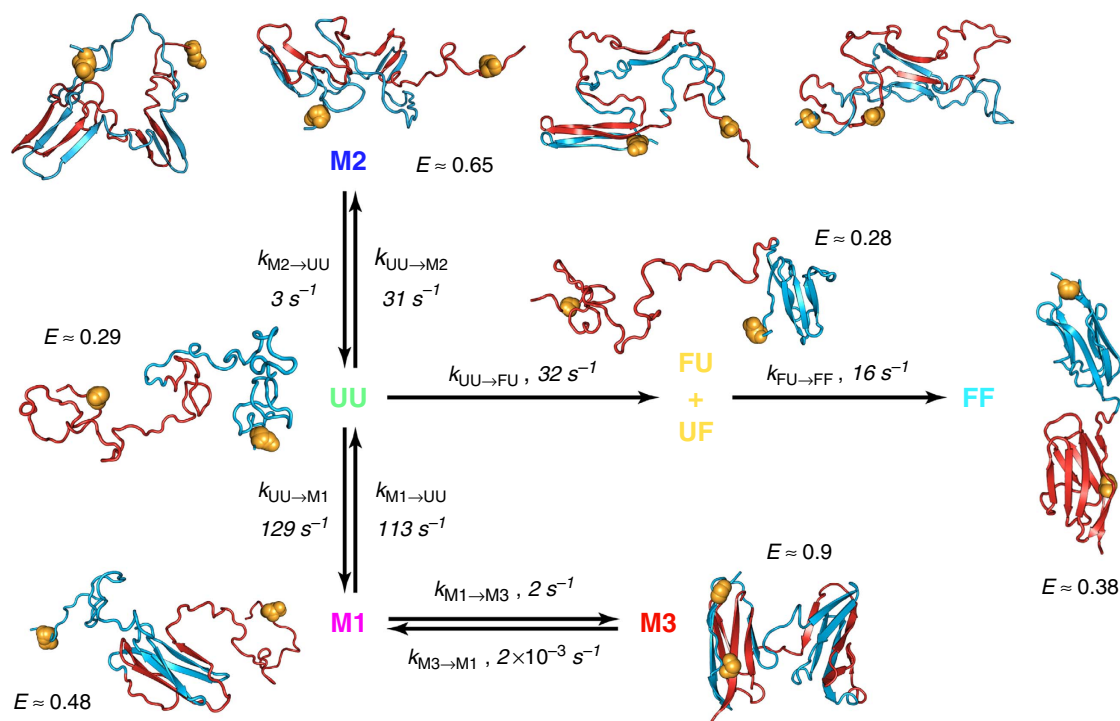 M2
E ≈ 0.65
k_M2→UU
3 s⁻¹
k_UU→M2
31 s⁻¹
E ≈ 0.28
E ≈ 0.29
UU
k_UU→FU , 32 s⁻¹
FU
+
UF
k_FU→FF , 16 s⁻¹
FF
k_UU→M1
129 s⁻¹
k_M1→UU
113 s⁻¹
E ≈ 0.9
E ≈ 0.38
k_M1→M3 , 2 s⁻¹
M1
M3
k_M3→M1 , 2×10⁻³ s⁻¹
E ≈ 0.48